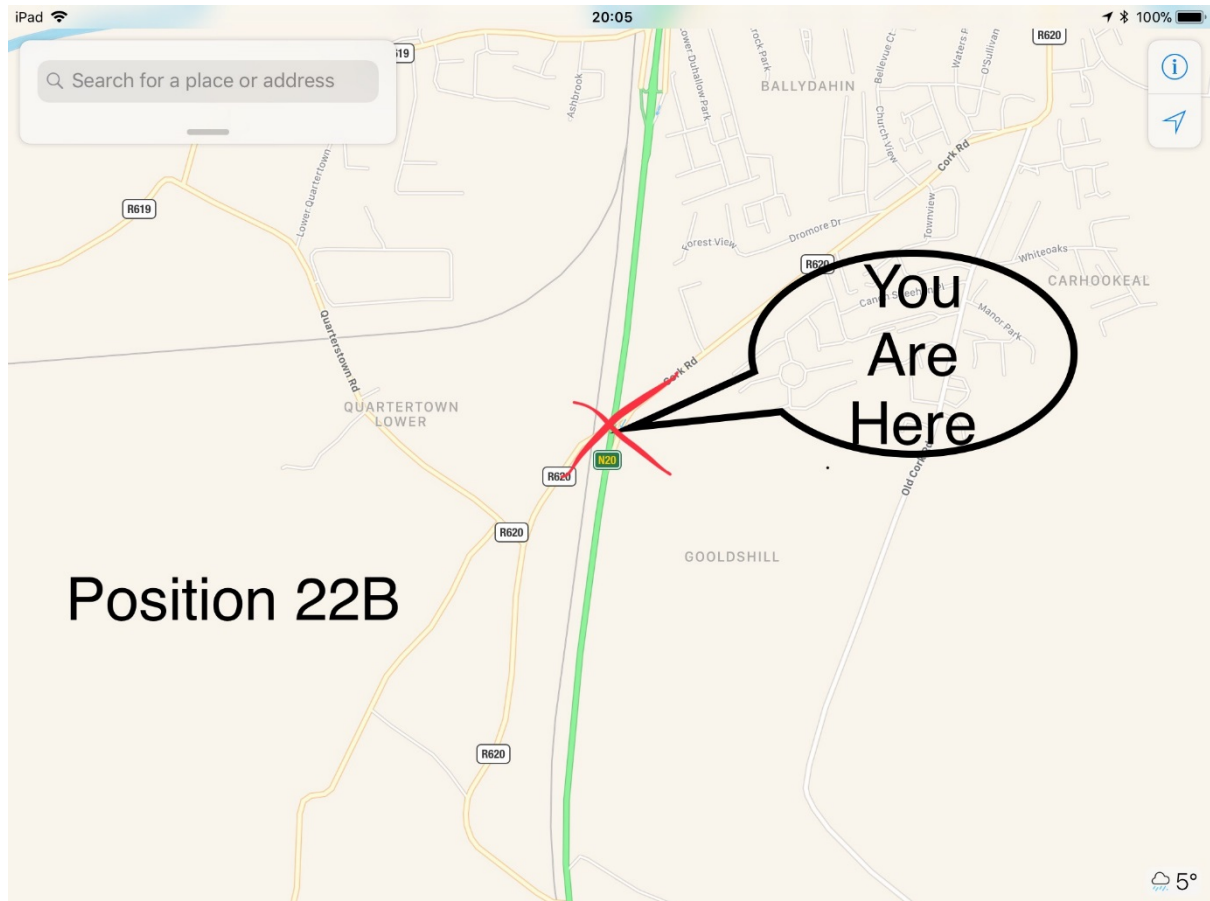 iPad
20:05
100%
Search for a place or address
R620
BALLYDAHIN
Ashbrook
Lower Duhallow Park
Bellevue Ct
O'Sullivan
Church View
Cork Rd
R619
Lower Quartertown
Townview
Dromore Dr
Forest View
R620
Whiteoaks
CARHOOKEAL
Manor Park
You
Are
Here
Quarterstown Rd
Cork Rd
QUARTERTOWN
LOWER
N20
R620
Old Cork Rd
R620
GOOLDSHILL
Position 22B
R620
5°